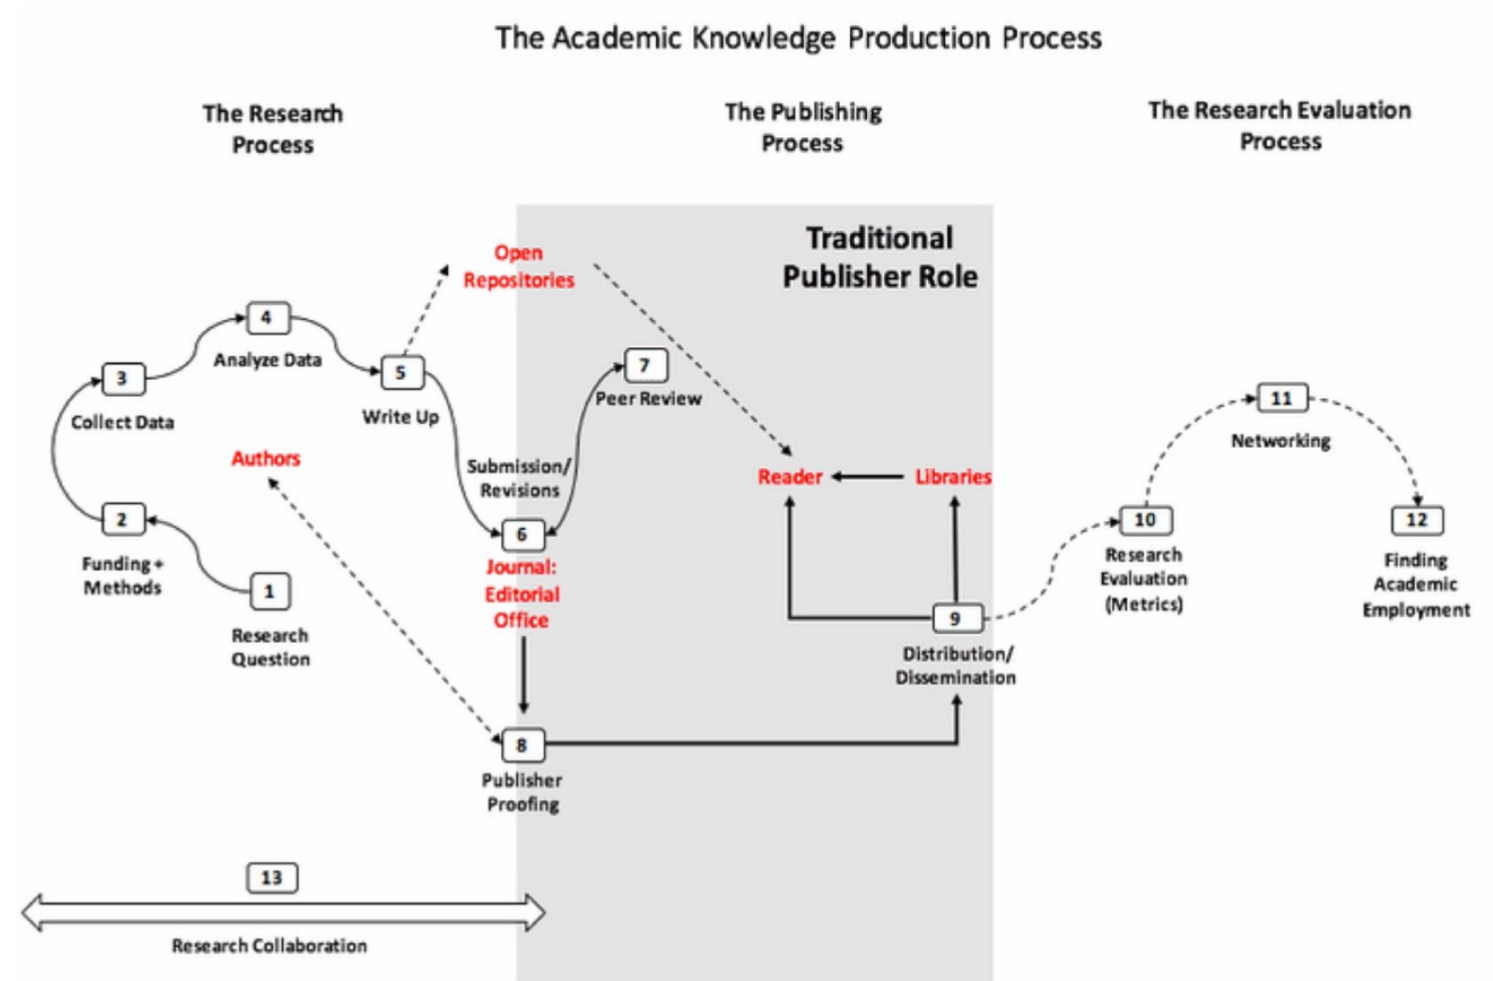 The Academic Knowledge Production Process
The Research
Process
The Publishing
Process
The Research Evaluation
Process
Traditional
Publisher Role
Open
Repositories
4
Analyze Data
3
Collect Data
5
Write Up
7
Peer Review
Authors
Submission/
Revisions
6
Journal:
Editorial
Office
2
Funding+
Methods
1
Research
Question
8
Publisher
Proofing
Reader
Libraries
9
Distribution/
Dissemination
10
Research
Evaluation
(Metrics)
11
Networking
12
Finding
Academic
Employment
13
Research Collaboration